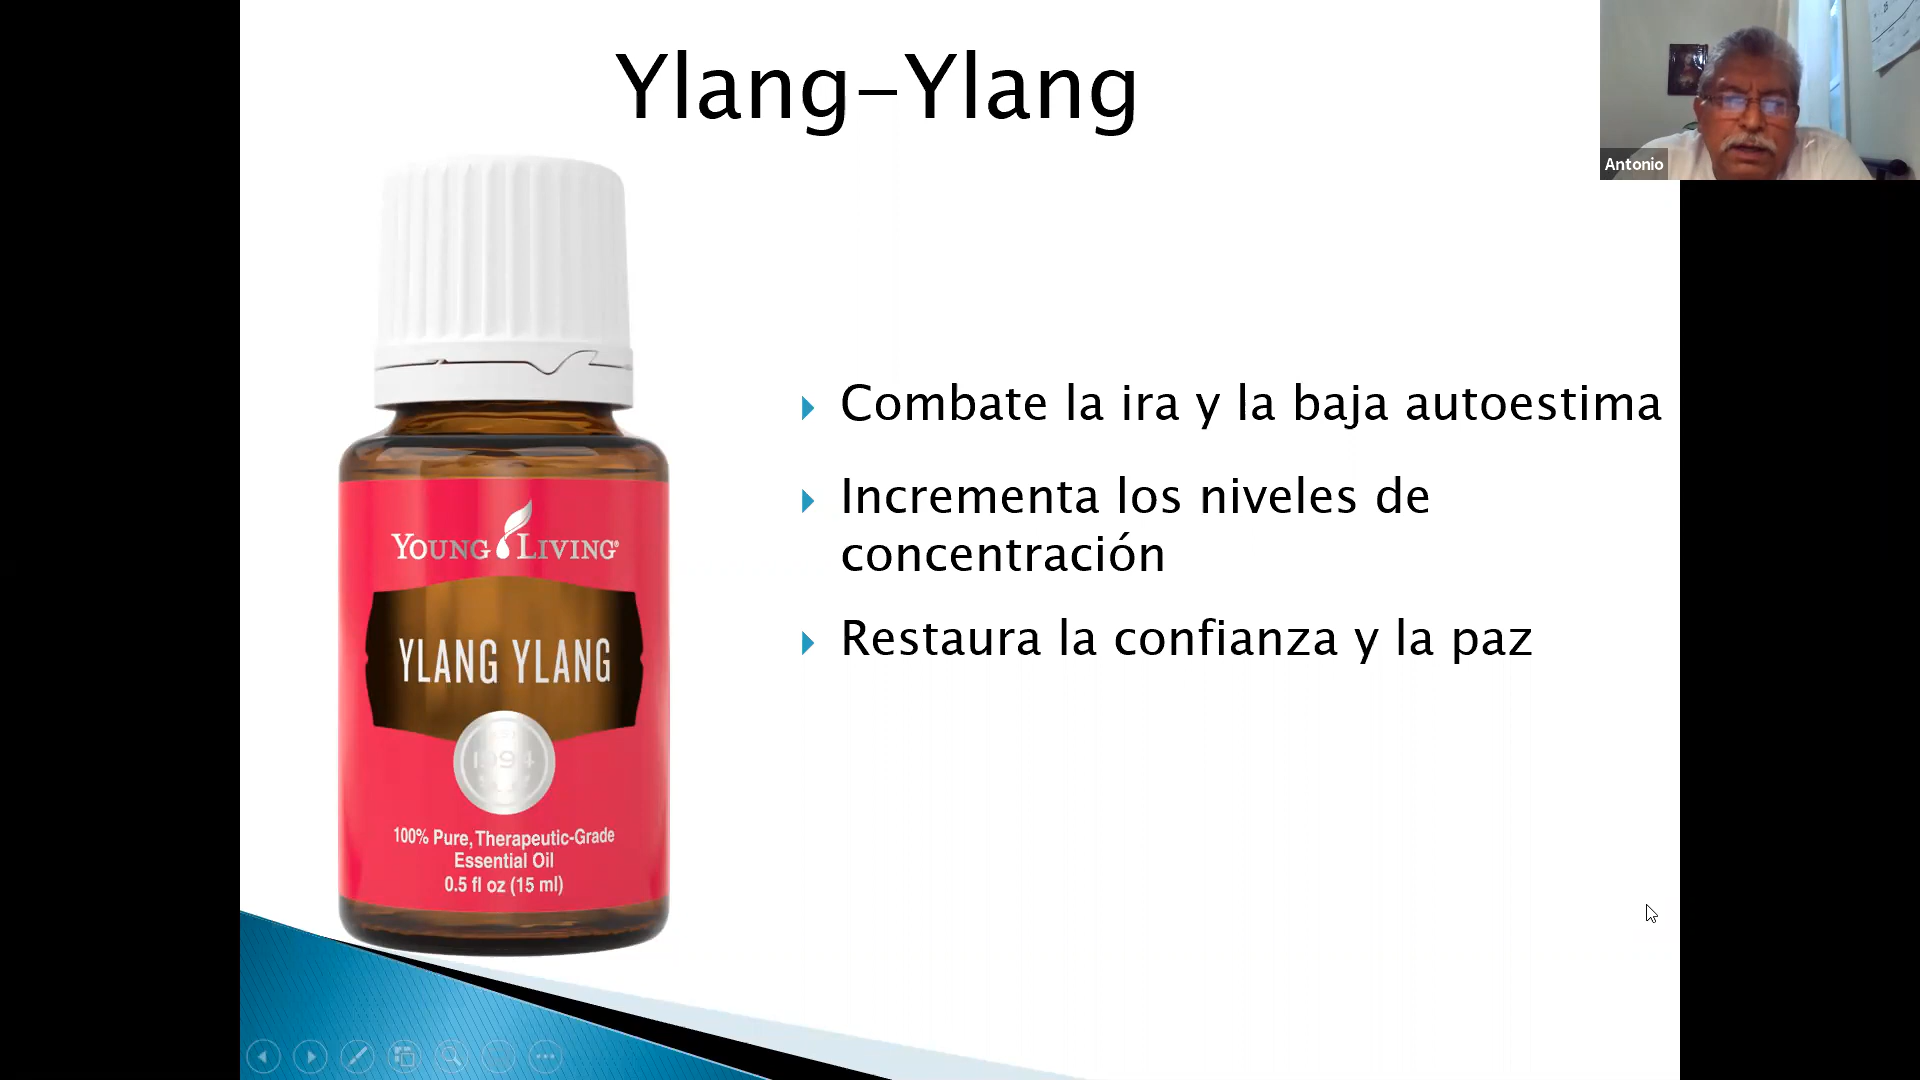 Ylang-Ylang
Antonio
Combate la ira y la baja autoestima
Incrementa los niveles de
concentración
Restaura la confianza y la paz
YOUNG LIVING®
YLANG YLANG
1994
100% Pure, Therapeutic-Grade
Essential Oil
0.5 fl oz (15 ml)